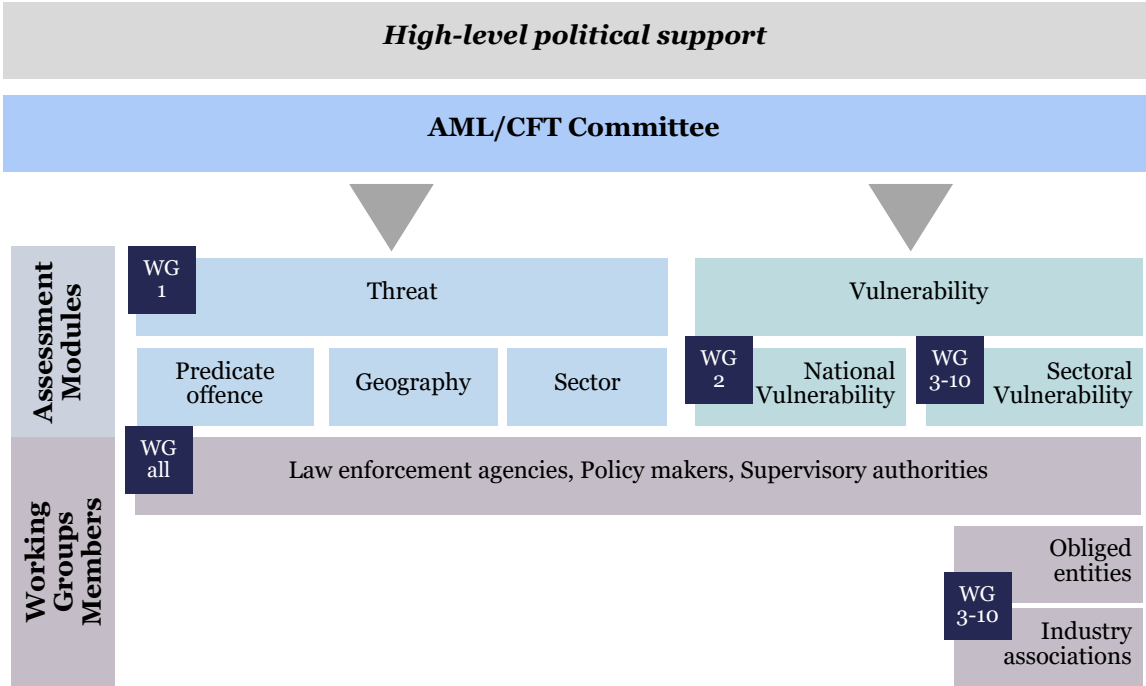 High-level political support
AML/CFT Committee
Assessment
Modules
WG
1
Threat
Vulnerability
Predicate
offence
Geography
Sector
WG
2
National
Vulnerability
WG
3-10
Sectoral
Vulnerability
Working
Groups
Members
WG
all
Law enforcement agencies, Policy makers, Supervisory authorities
Obliged
entities
WG
3-10
Industry
associations